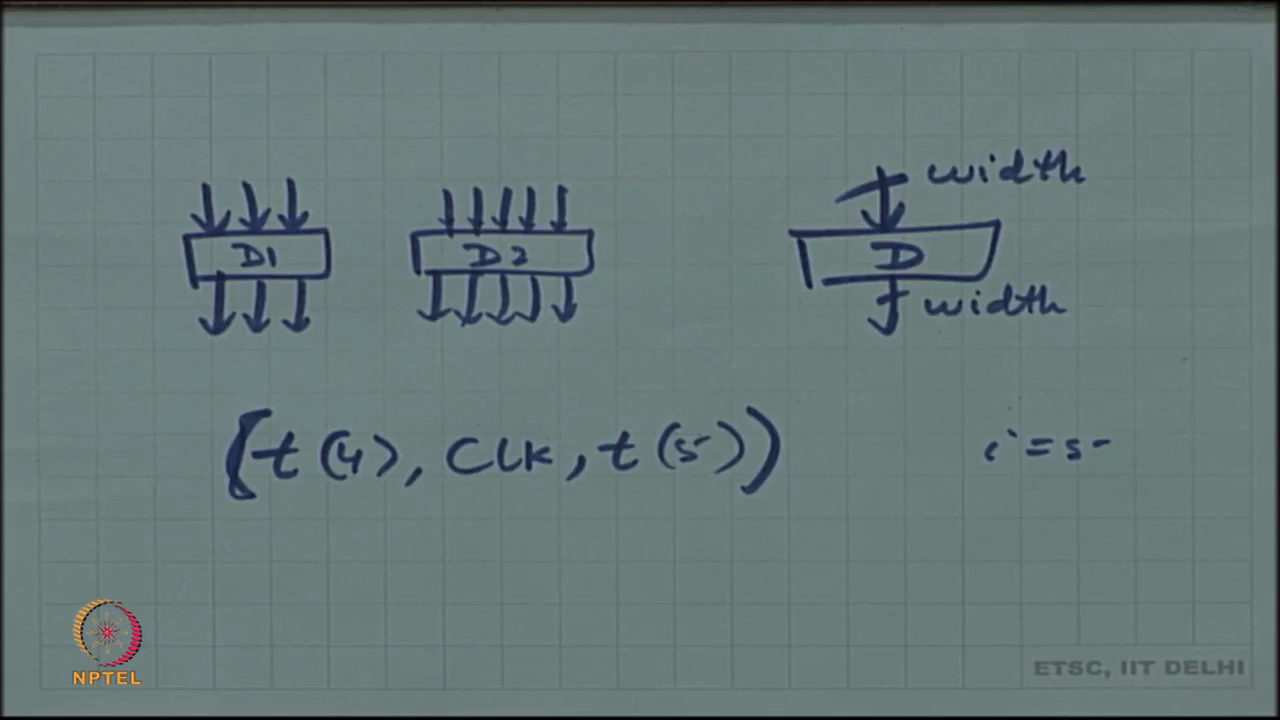 width
D1 D2 D
width
(t(4), Clk, t(5)) i=5
NPTEL
ETSC, IIT DELHI